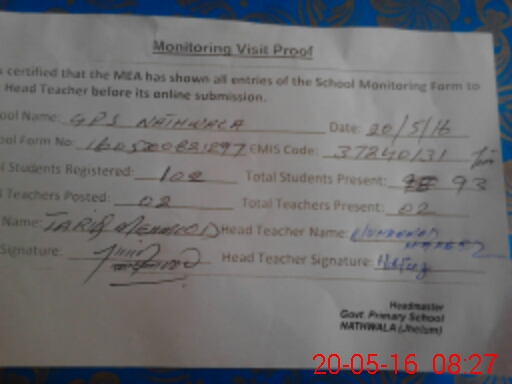 Monitoring Visit Proof
s certified that the MEA has shown all entries of the School Monitoring Form to
Head Teacher before its online submission.
ool Name: GPS NATHWALA Date: 20/5/16
ool Form No: EMIS Code: 37240131
l Students Registered: 102 Total Students Present: 93
l Teachers Posted: 02 Total Teachers Present: 02
Name: TARIQ MEHMOOD Head Teacher Name:
Signature: Head Teacher Signature:
Headmaster
Govt. Primary School
NATHWALA (Jhelum)
20-05-16 08:27